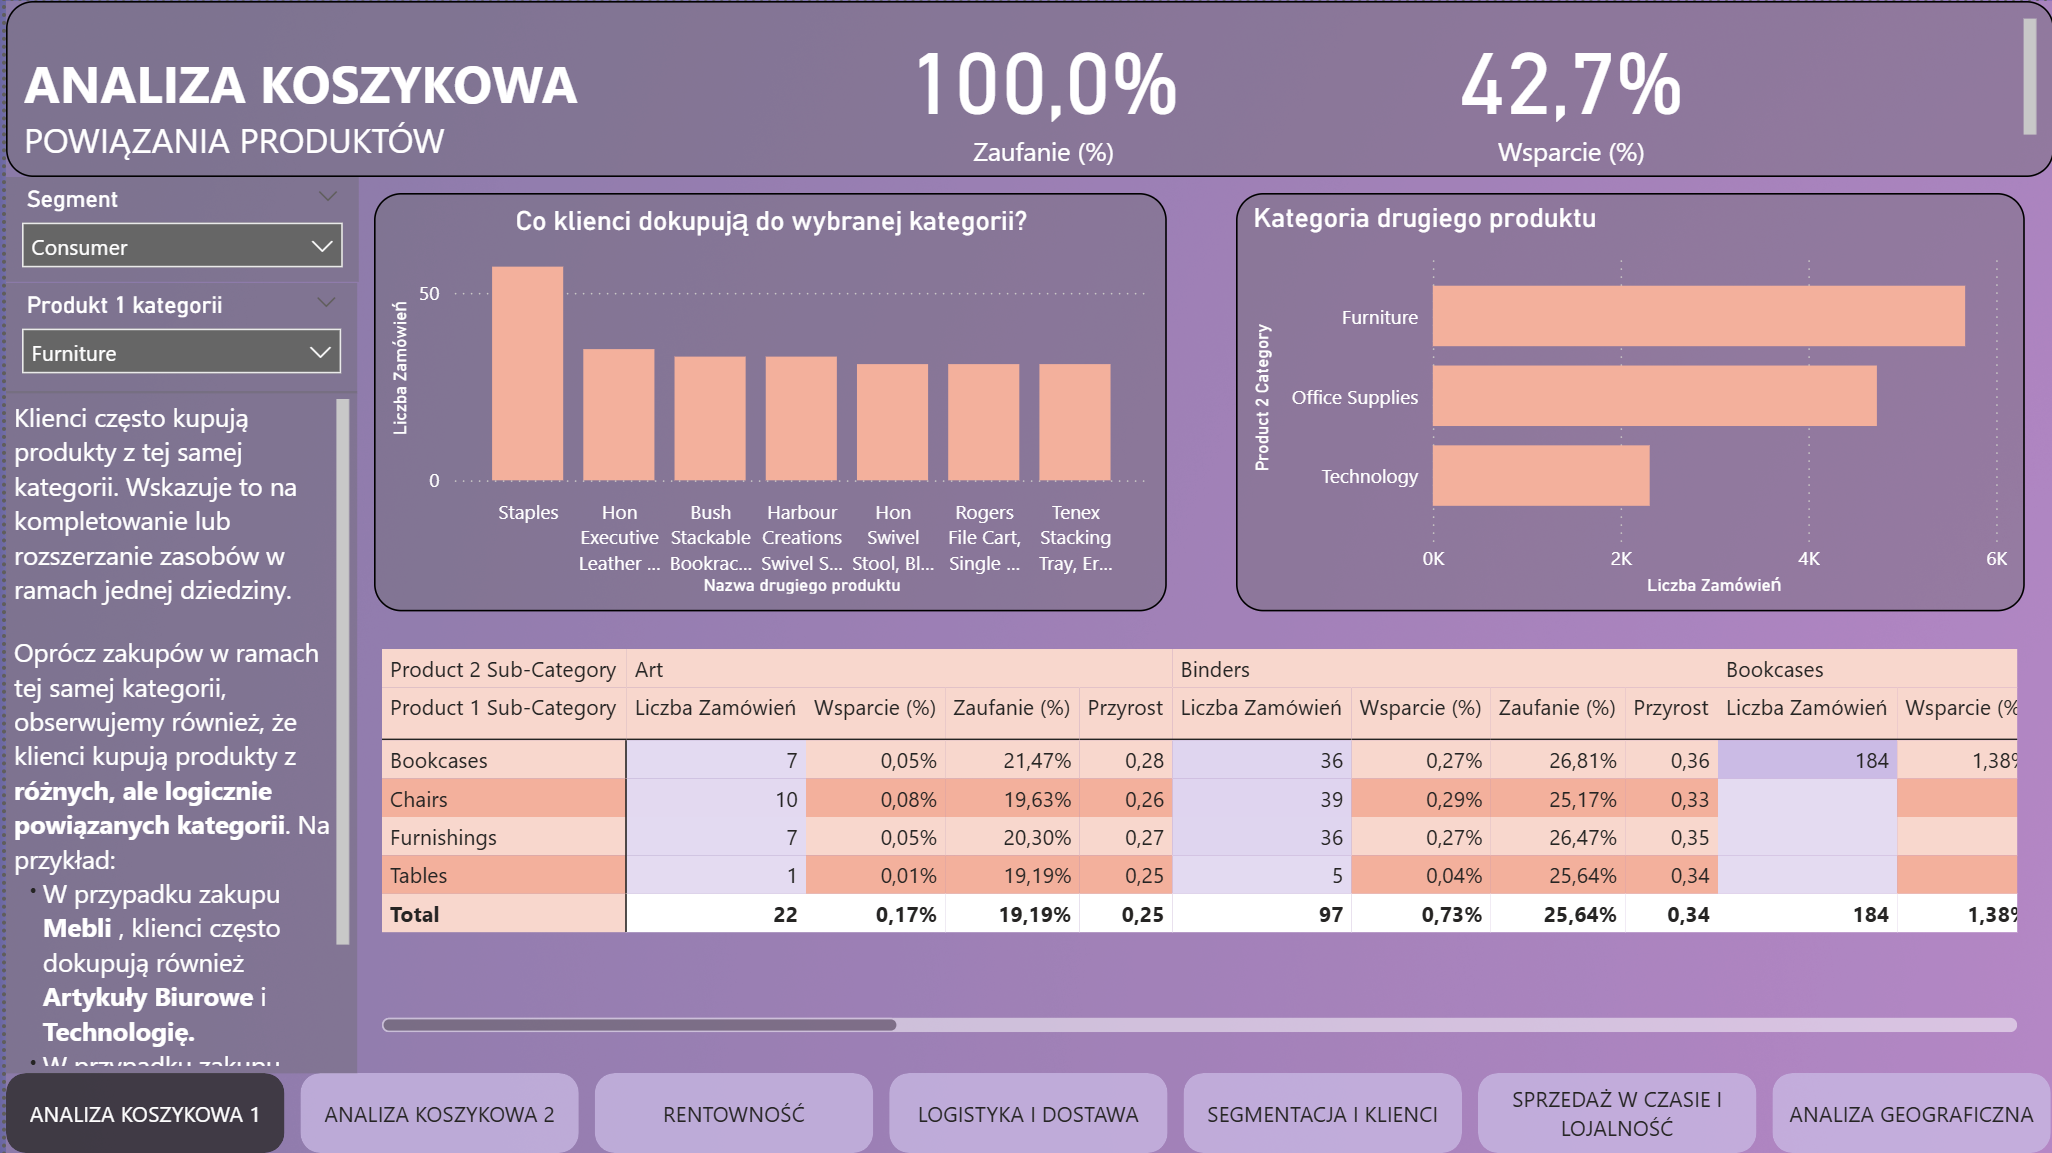 ANALIZA KOSZYKOWA
POWIĄZANIA PRODUKTÓW
100,0%
Zaufanie (%)
42,7%
Wsparcie (%)
Segment
Consumer
Produkt 1 kategorii
Furniture
Klienci często kupują
produkty z tej samej
kategorii. Wskazuje to na
kompletowanie lub
rozszerzanie zasobów w
ramach jednej dziedziny.
Oprócz zakupów w ramach
tej samej kategorii,
obserwujemy również, że
klienci kupują produkty z
różnych, ale logicznie
powiązanych kategorii. Na
przykład:
• W przypadku zakupu
Mebli , klienci często
dokupują również
Artykuły Biurowe i
Technologię.
• W przypadku zakupu
Co klienci dokupują do wybranej kategorii?
Liczba Zamówień
50
0
Staples
Hon Executive Leather ...
Bush Stackable Bookrac...
Harbour Creations Swivel S...
Hon Swivel Stool, Bl...
Rogers File Cart, Single ...
Tenex Stacking Tray, Er...
Nazwa drugiego produktu
Kategoria drugiego produktu
Product 2 Category
Furniture
Office Supplies
Technology
0K 2K 4K 6K
Liczba Zamówień
Product 2 Sub-Category Art Binders Bookcases
Product 1 Sub-Category Liczba Zamówień Wsparcie (%) Zaufanie (%) Przyrost Liczba Zamówień Wsparcie (%) Zaufanie (%) Przyrost Liczba Zamówień Wsparcie (%
Bookcases 7 0,05% 21,47% 0,28 36 0,27% 26,81% 0,36 184 1,38%
Chairs 10 0,08% 19,63% 0,26 39 0,29% 25,17% 0,33
Furnishings 7 0,05% 20,30% 0,27 36 0,27% 26,47% 0,35
Tables 1 0,01% 19,19% 0,25 5 0,04% 25,64% 0,34
Total 22 0,17% 19,19% 0,25 97 0,73% 25,64% 0,34 184 1,38%
ANALIZA KOSZYKOWA 1
ANALIZA KOSZYKOWA 2
RENTOWNOŚĆ
LOGISTYKA I DOSTAWA
SEGMENTACJA I KLIENCI
SPRZEDAŻ W CZASIE I
LOJALNOŚĆ
ANALIZA GEOGRAFICZNA